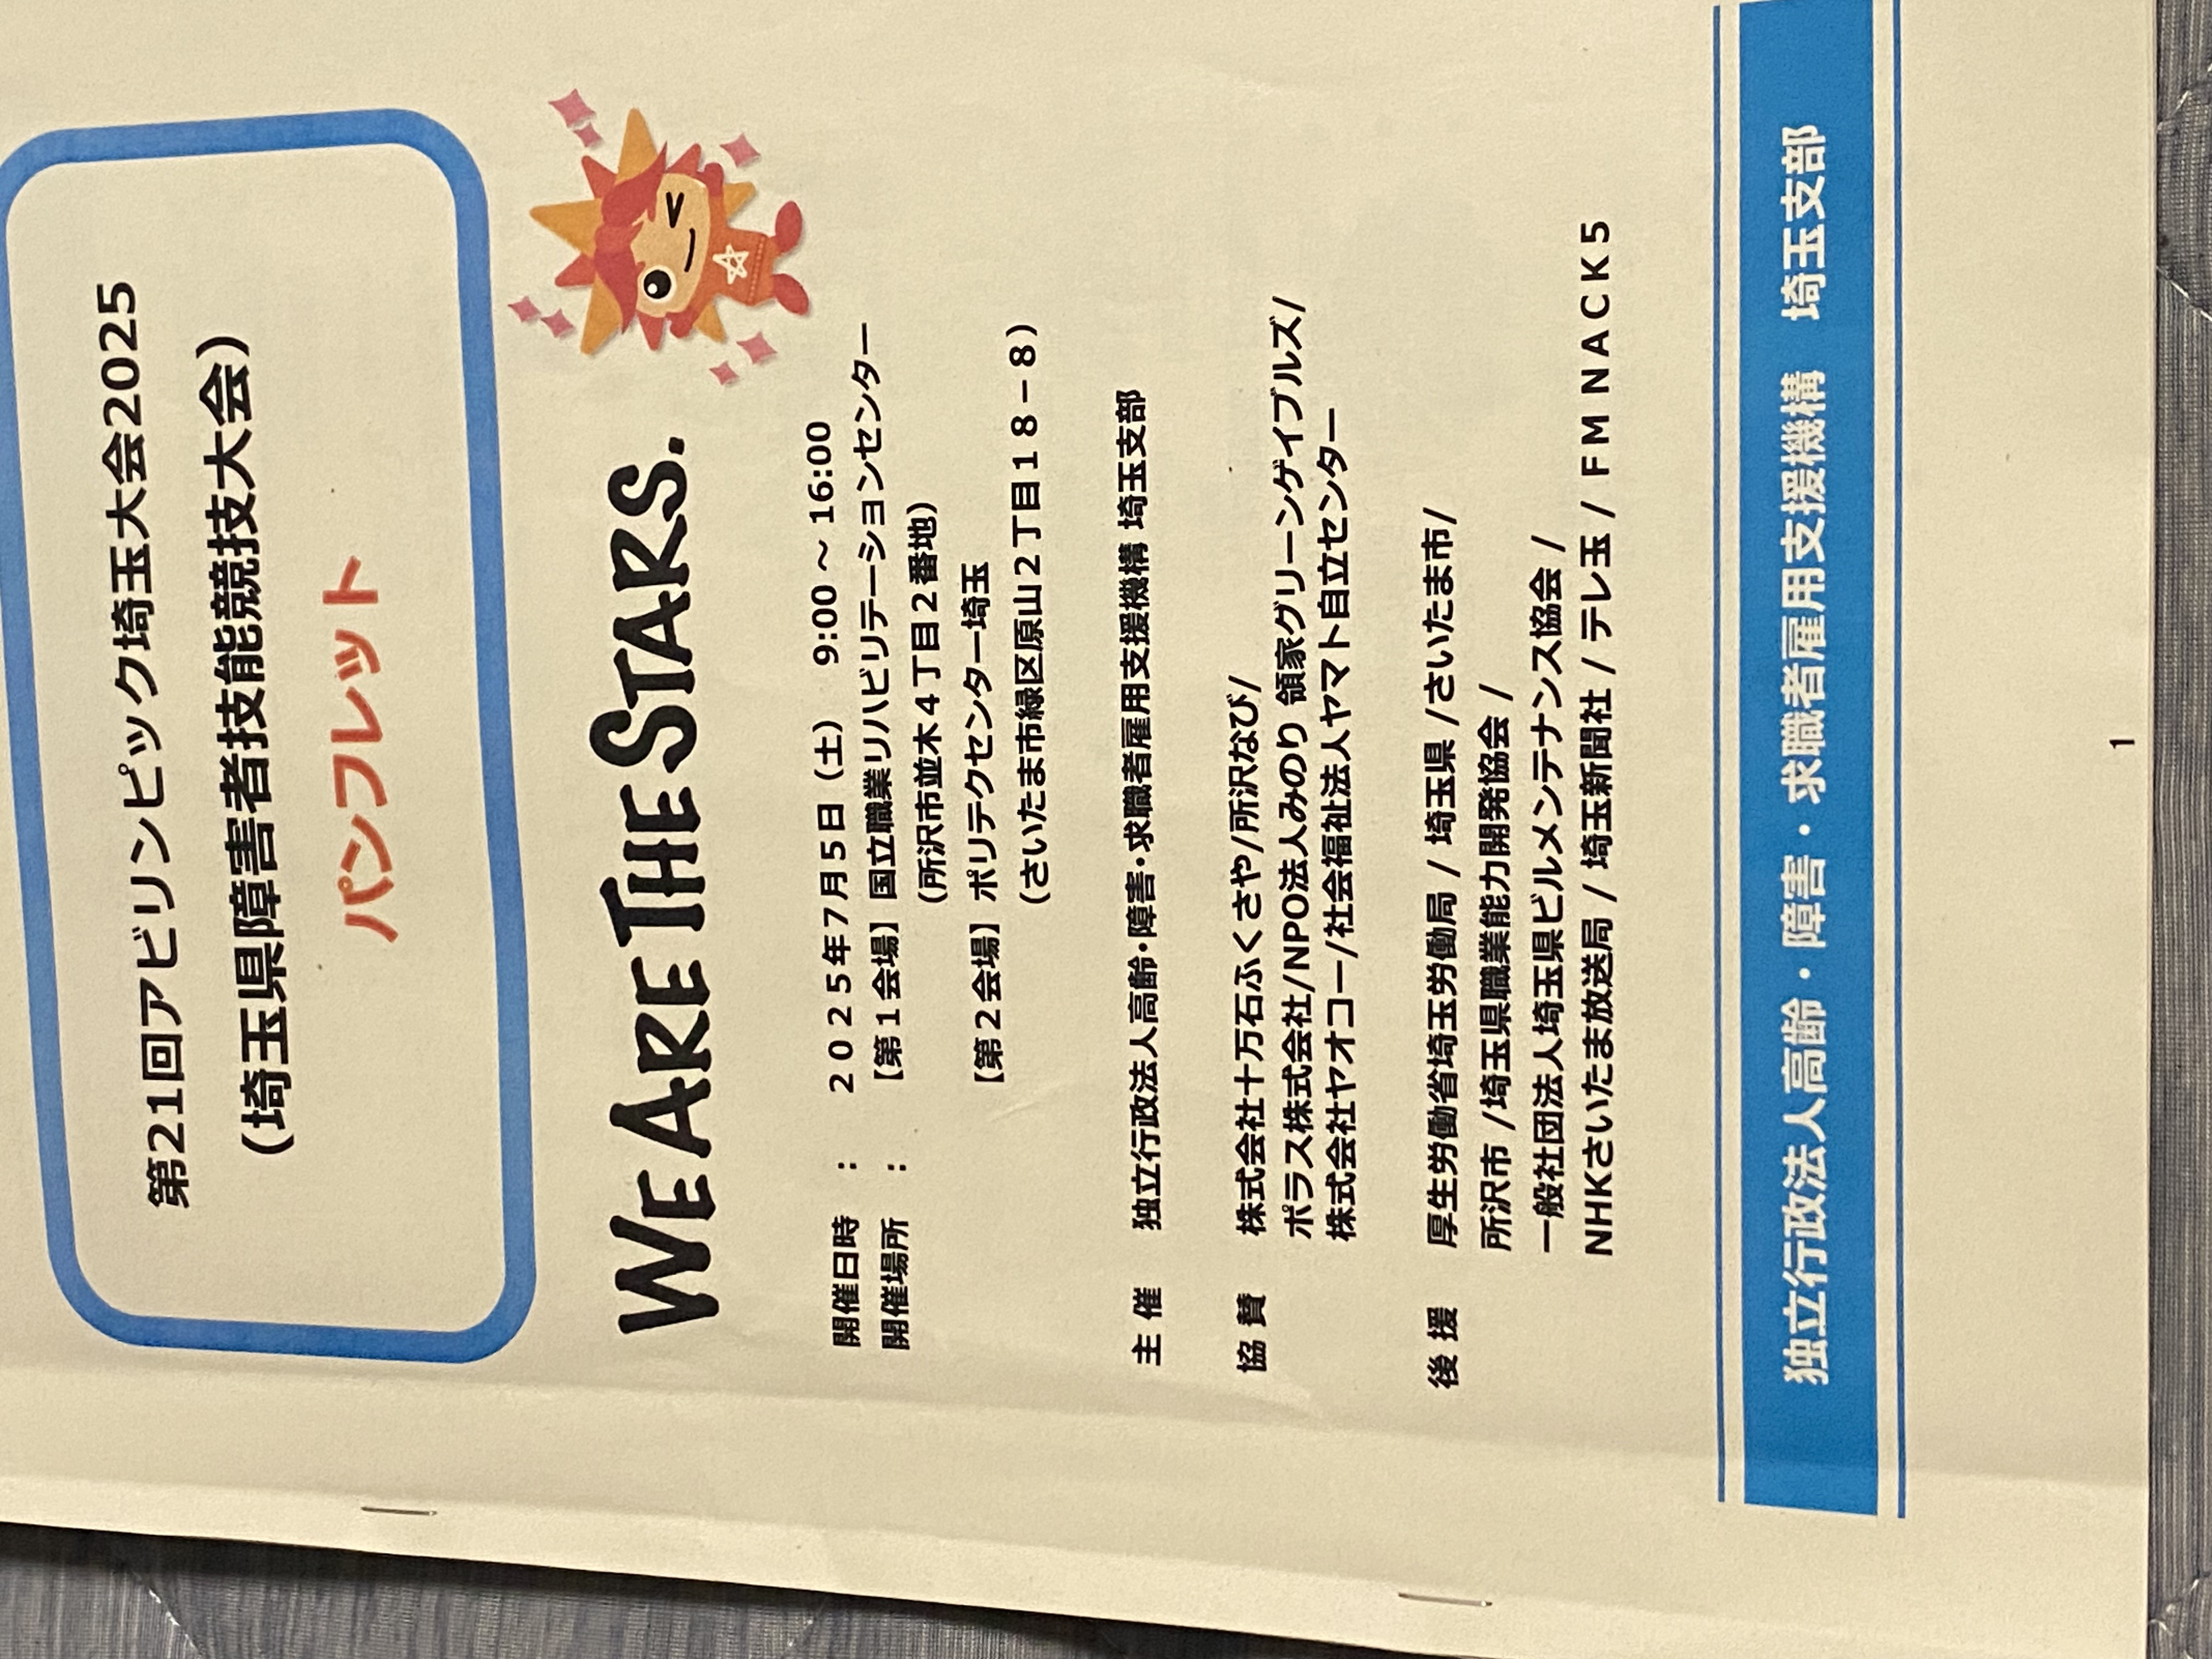 第21回アビリンピック埼玉大会2025
（埼玉県障害者技能競技大会）
パンフレット
WE ARE THE STARS.
開催日時　：　２０２５年７月５日（土）　9:00 ～ 16:00
開催場所　：　【第１会場】国立職業リハビリテーションセンター
（所沢市並木４丁目２番地）
【第２会場】ポリテクセンター埼玉
（さいたま市緑区原山２丁目１８－８）
主 催　独立行政法人高齢・障害・求職者雇用支援機構 埼玉支部
協 賛　株式会社十万石ふくさや/所沢なび/
ポラス株式会社/NPO法人みのり 領家グリーンゲイブルズ/
株式会社ヤオコー/社会福祉法人ヤマト自立センター
後 援　厚生労働省埼玉労働局 / 埼玉県 /さいたま市/
所沢市 /埼玉県職業能力開発協会 /
一般社団法人埼玉県ビルメンテナンス協会 /
NHKさいたま放送局 / 埼玉新聞社 / テレ玉 / ＦＭＮＡＣＫ５
独立行政法人高齢・障害・求職者雇用支援機構　埼玉支部
1